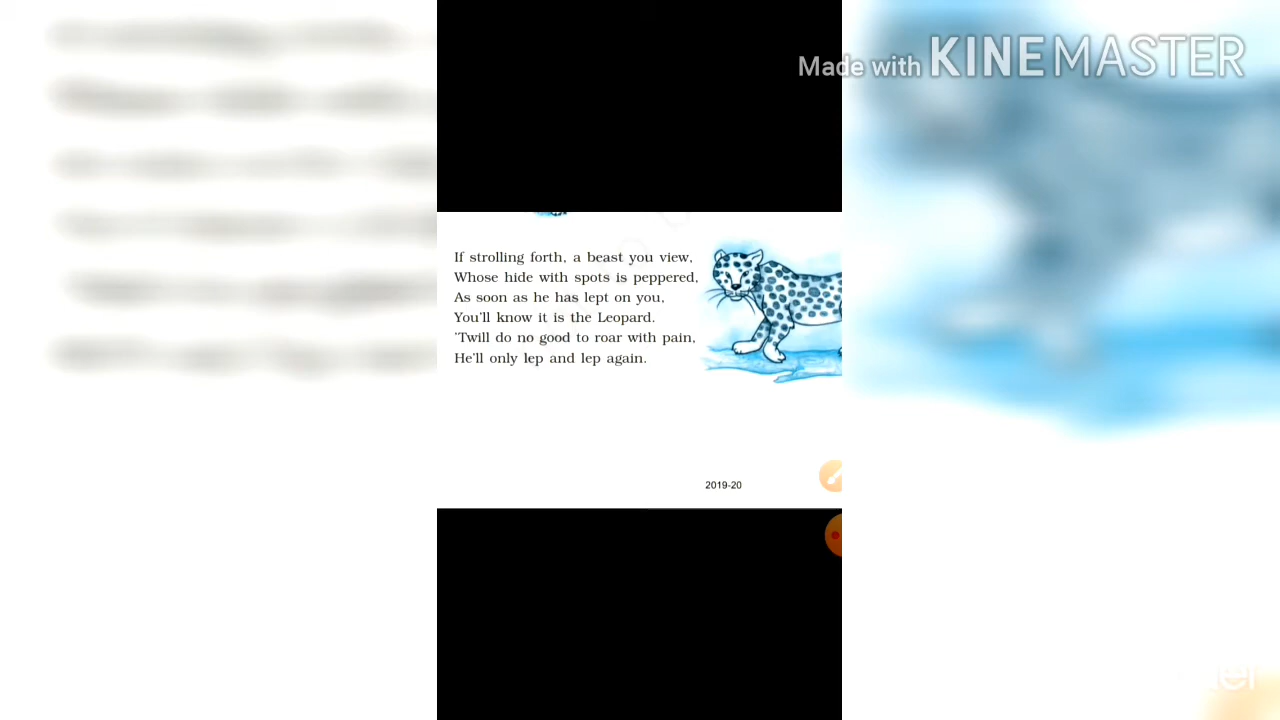 Made with KINEMASTER
If strolling forth, a beast you view,
Whose hide with spots is peppered,
As soon as he has lept on you,
You'll know it is the Leopard.
'Twill do no good to roar with pain,
He'll only lep and lep again.
2019-20